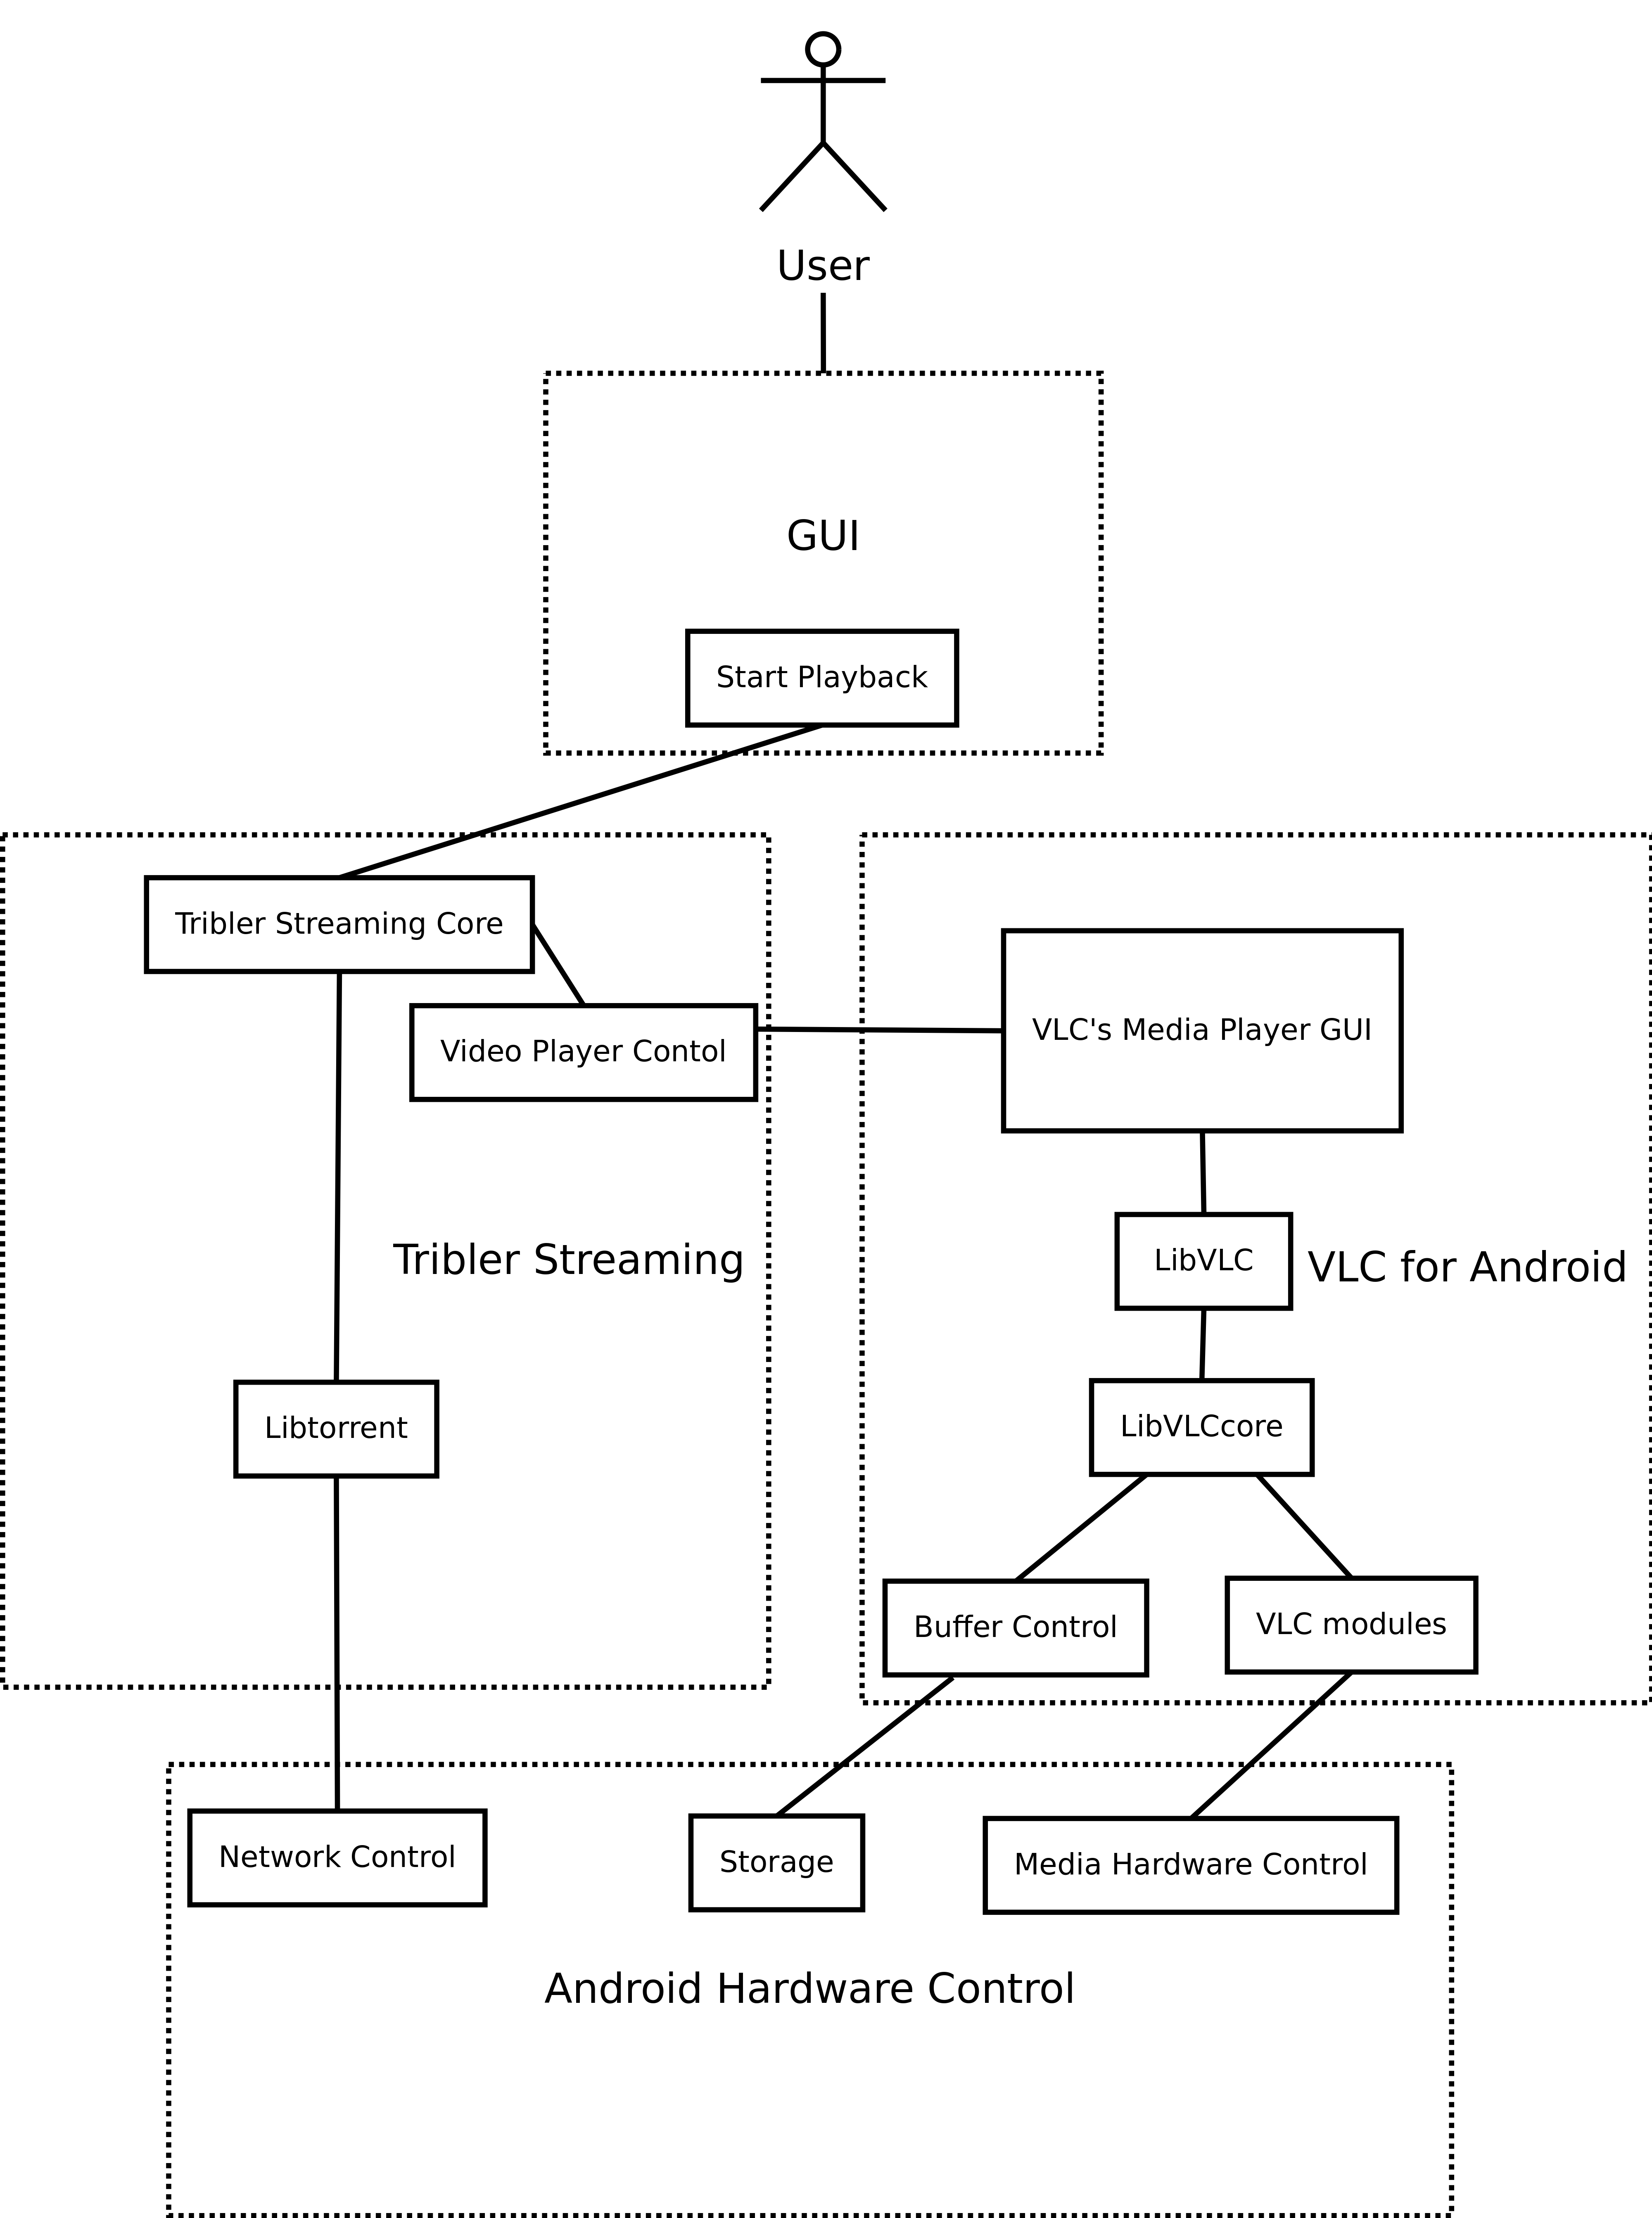 User
GUI
Start Playback
Tribler Streaming Core
Video Player Contol
VLC's Media Player GUI
Tribler Streaming
LibVLC
VLC for Android
Libtorrent
LibVLCcore
Buffer Control
VLC modules
Network Control
Storage
Media Hardware Control
Android Hardware Control